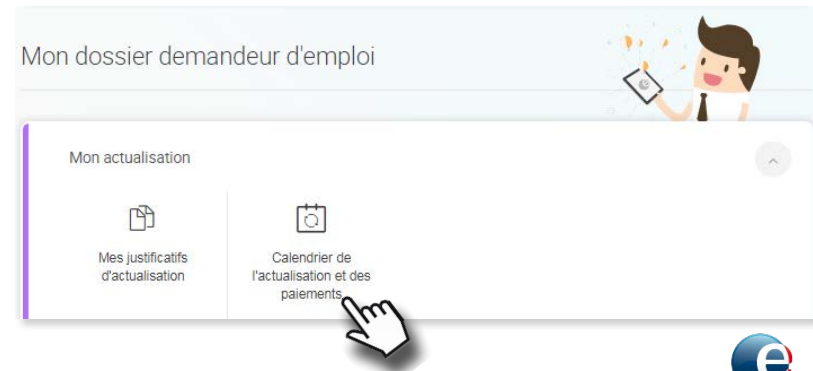 Mon dossier demandeur d'emploi
Mon actualisation
Mes justificatifs
d'actualisation
Calendrier de
l'actualisation et des
paiements
e